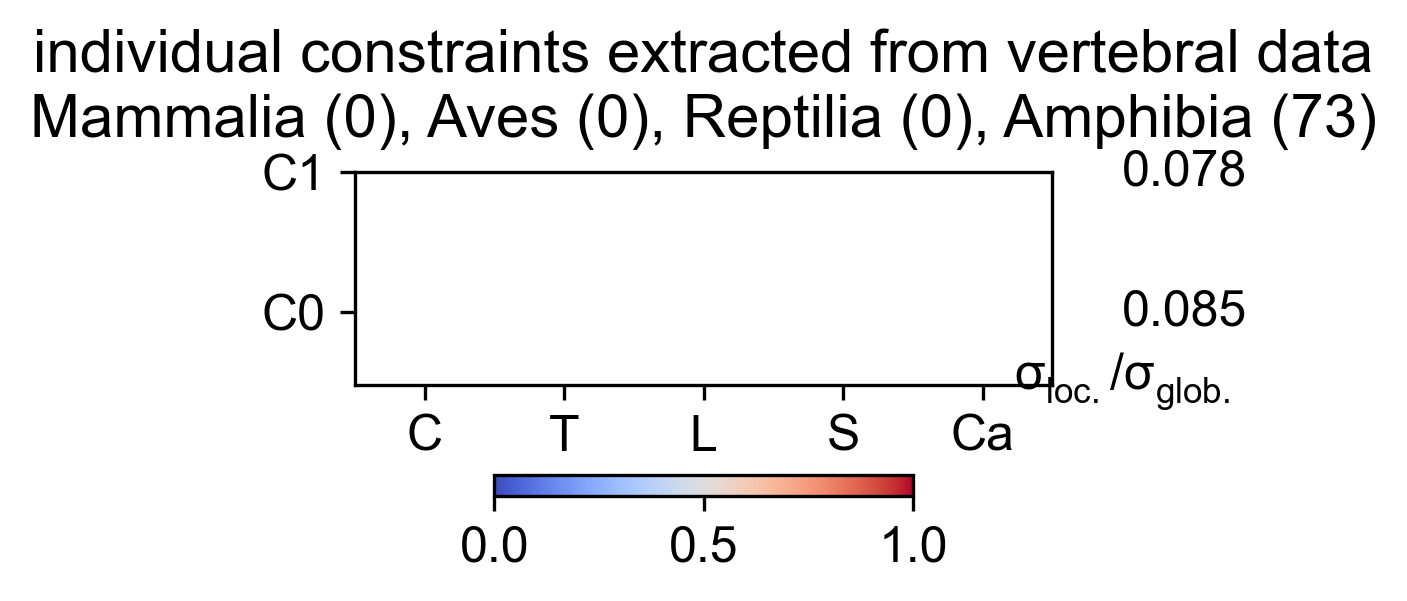 individual constraints extracted from vertebral data
Mammalia (0), Aves (0), Reptilia (0), Amphibia (73)
C1 0.078
C0 0.085
σloc. /σglob.
C T L S Ca
0.0 0.5 1.0